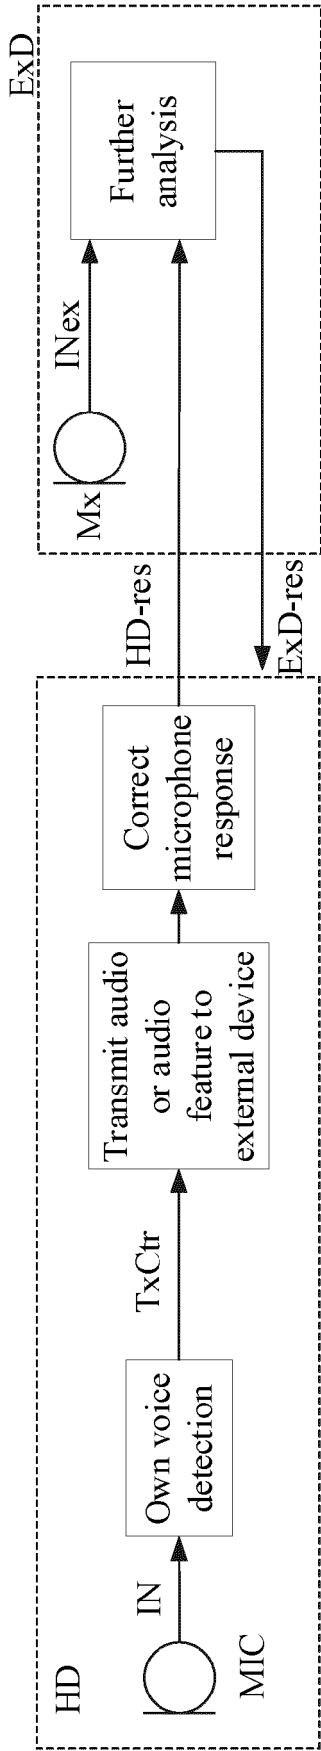 HD
MIC
IN
Own voice
detection
TxCtr
Transmit audio
or audio
feature to
external device
Correct
microphone
response
HD-res
ExD-res
ExD
Mx
INex
Further
analysis